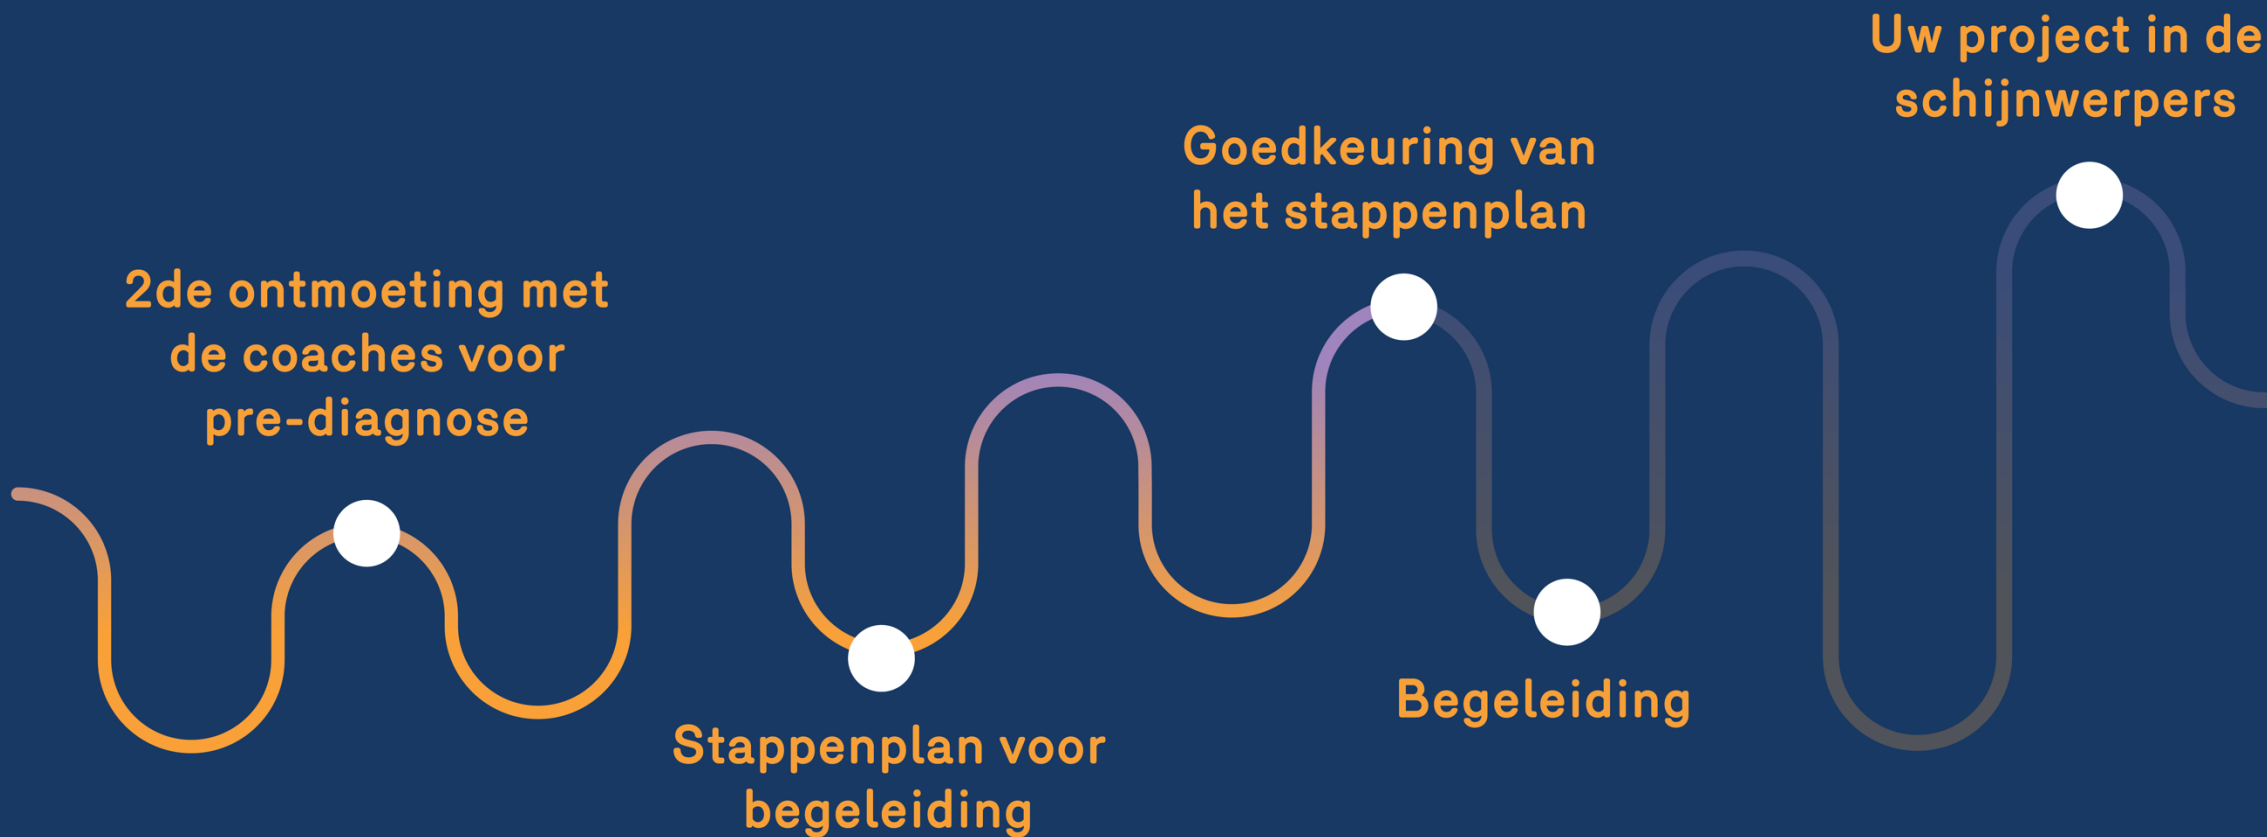 2de ontmoeting met
de coaches voor
pre-diagnose
Stappenplan voor
begeleiding
Goedkeuring van
het stappenplan
Begeleiding
Uw project in de
schijnwerpers